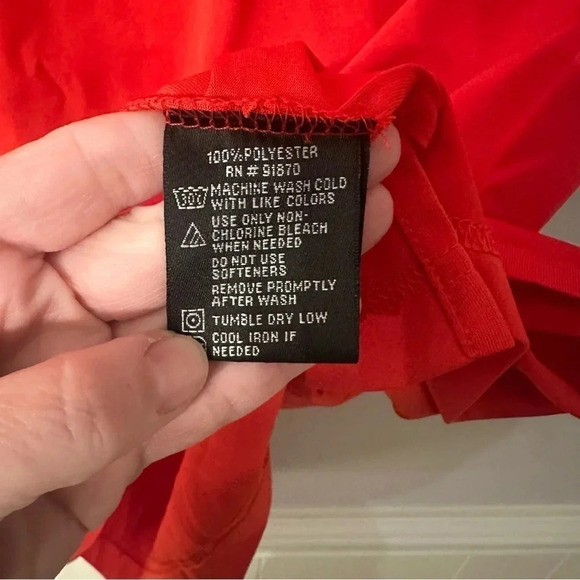 100%POLYESTER
RN # 91870
30
MACHINE WASH COLD
WITH LIKE COLORS
USE ONLY NON-
CHLORINE BLEACH
WHEN NEEDED
DO NOT USE
SOFTENERS
REMOVE PROMPTLY
AFTER WASH
TUMBLE DRY LOW
COOL IRON IF
NEEDED